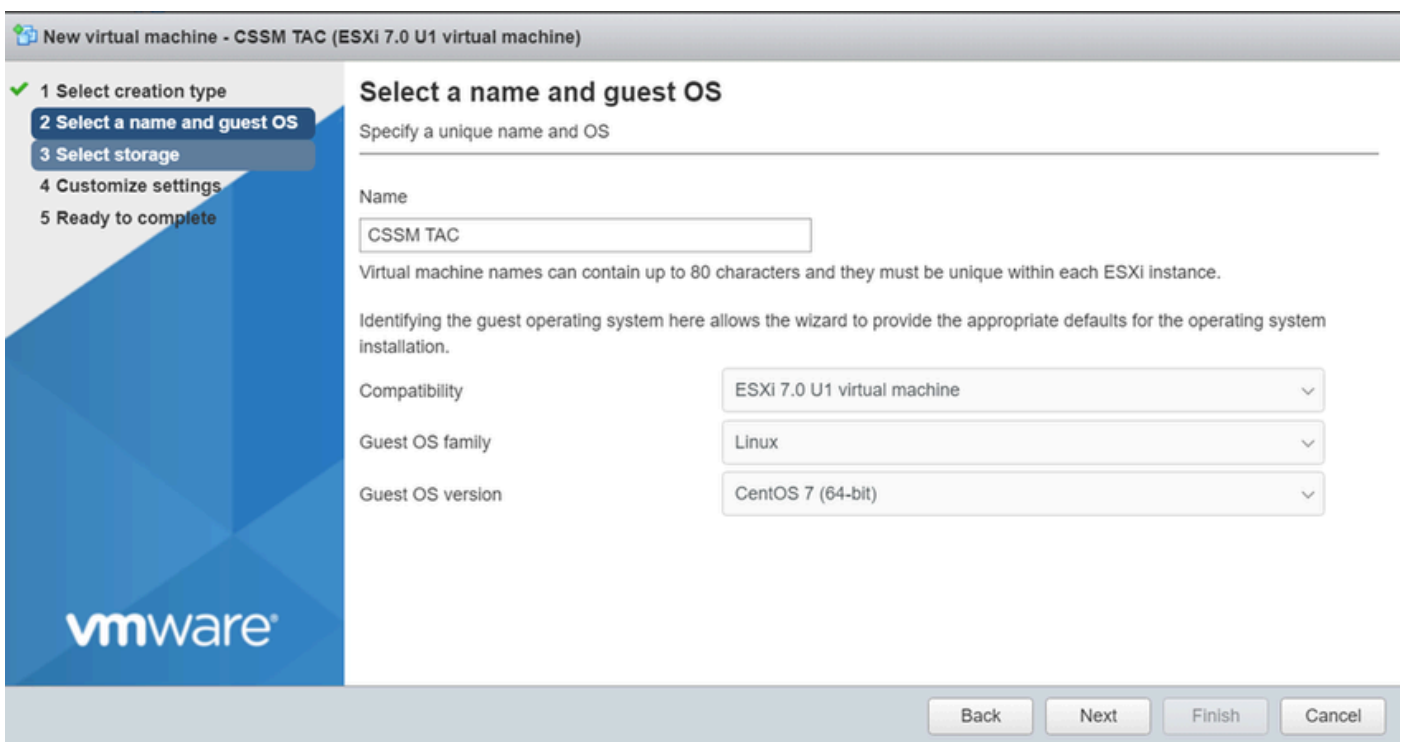 New virtual machine - CSSM TAC (ESXi 7.0 U1 virtual machine)
1 Select creation type
2 Select a name and guest OS
3 Select storage
4 Customize settings
5 Ready to complete
vmware®
Select a name and guest OS
Specify a unique name and OS
Name
CSSM TAC
Virtual machine names can contain up to 80 characters and they must be unique within each ESXi instance.
Identifying the guest operating system here allows the wizard to provide the appropriate defaults for the operating system
installation.
Compatibility
ESXi 7.0 U1 virtual machine
Guest OS family
Linux
Guest OS version
CentOS 7 (64-bit)
Back
Next
Finish
Cancel